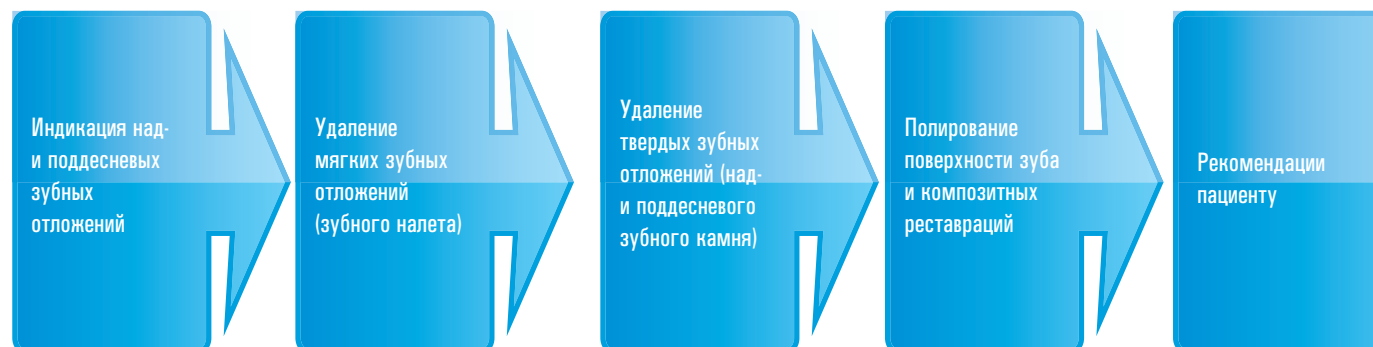 Индикация над-
и поддесневых
зубных
отложений
Удаление
мягких зубных
отложений
(зубного налета)
Удаление
твердых зубных
отложений (над-
и поддесневого
зубного камня)
Полирование
поверхности зуба
и композитных
реставраций
Рекомендации
пациенту